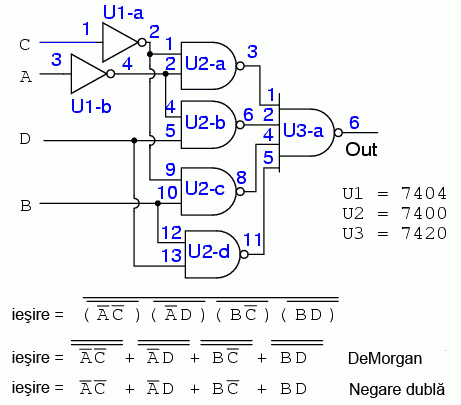 U1-a
C 1 2
1 3
A 3 4 2 U2-a
U1-b
1
4 6 2 6
U2-b 4 U3-a
D 5 5 Out
9 8
U2-c
B 10
U1 = 7404
U2 = 7400
U3 = 7420
12 11
U2-d
13
ieşire = \overline{\overline{(\overline{A}\overline{C})}\ \overline{(\overline{A}D)}\ \overline{(B\overline{C})}\ \overline{(BD)}}
ieşire = \overline{\overline{\overline{A}\overline{C}}} + \overline{\overline{\overline{A}D}} + \overline{\overline{B\overline{C}}} + \overline{\overline{BD}} DeMorgan
ieşire = \overline{A}\overline{C} + \overline{A}D + B\overline{C} + BD Negare dublă